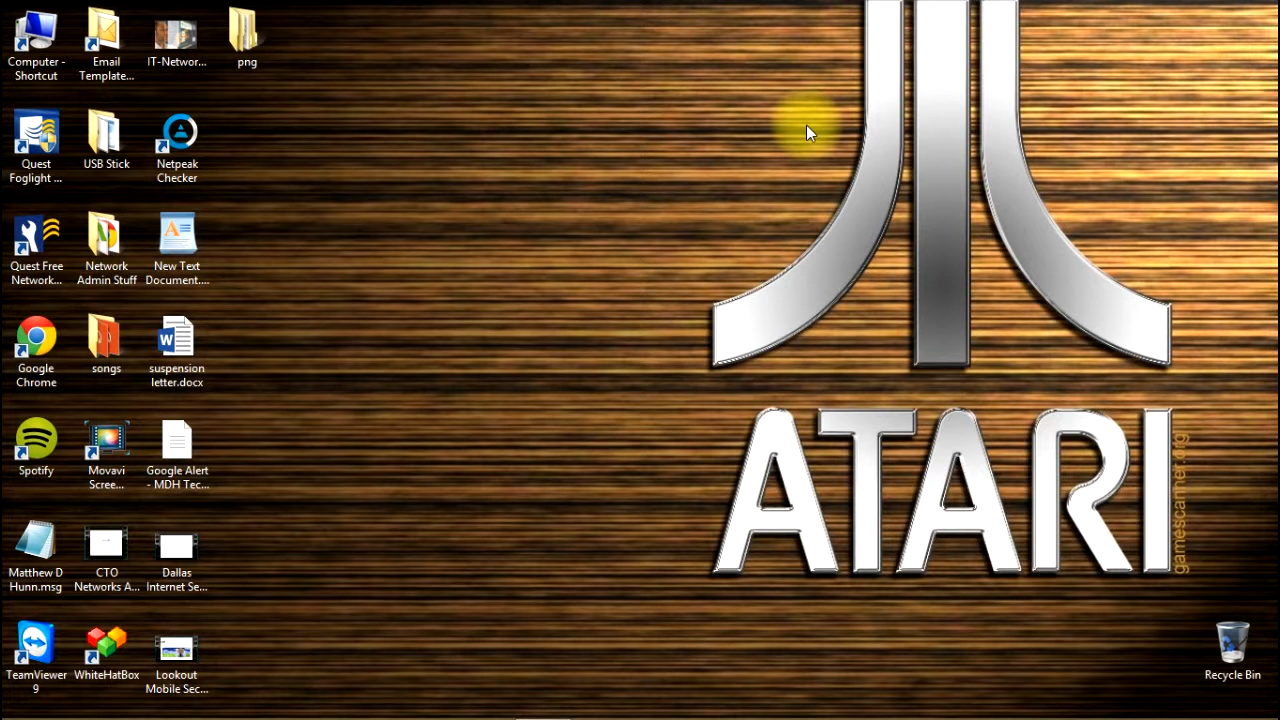 Computer -
Shortcut
Email
Template...
IT-Networ...
png
Quest
Foglight ...
USB Stick
Netpeak
Checker
Quest Free
Network...
Network
Admin Stuff
New Text
Document....
Google
Chrome
songs
suspension
letter.docx
Spotify
Movavi
Scree...
Google Alert
- MDH Tec...
Matthew D
Hunn.msg
CTO
Networks A...
Dallas
Internet Se...
TeamViewer
9
WhiteHatBox
Lookout
Mobile Sec...
ATARI
gamescanner.org
Recycle Bin